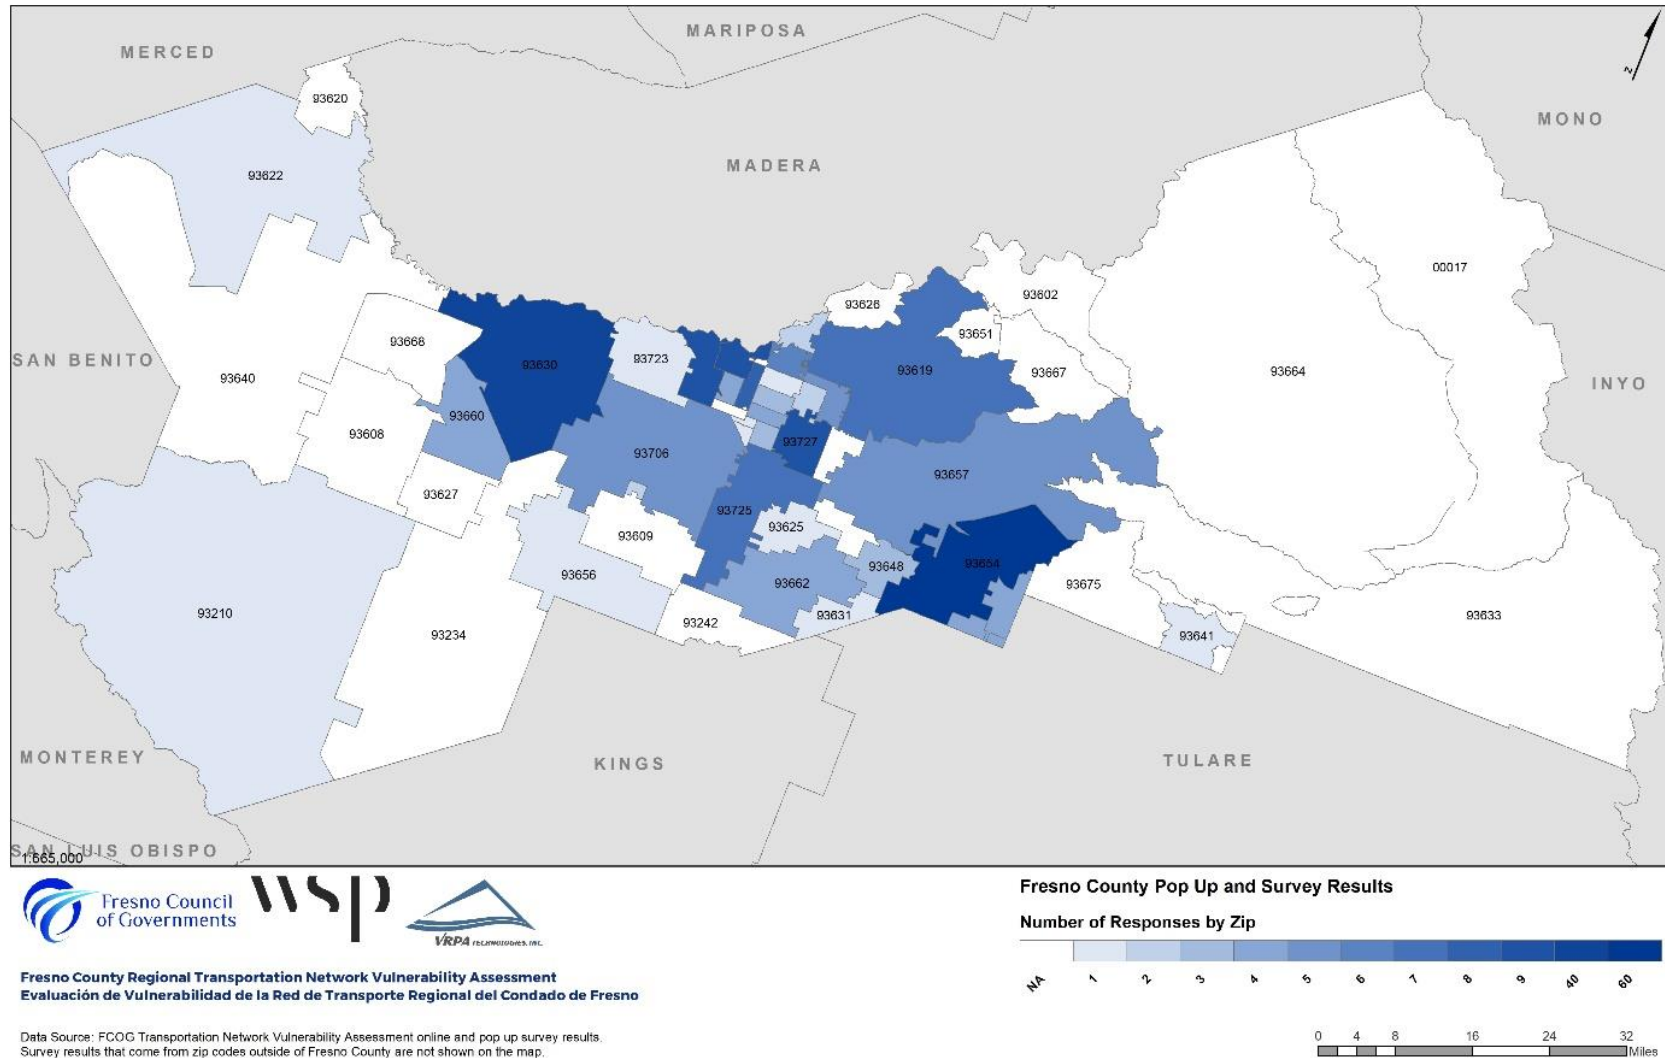 MERCED
MARIPOSA
MONO
MADERA
SAN BENITO
INYO
MONTEREY
KINGS
TULARE
SAN LUIS OBISPO
1:665,000
N
93620
93622
00017
93602
93626
93651
93668
93630
93723
93619
93667
93664
93640
93660
93608
93727
93706
93657
93627
93725
93625
93609
93648
93654
93656
93662
93675
93210
93234
93242
93631
93641
93633
Fresno Council
of Governments
wsp
VRPA TECHNOLOGIES, INC.
Fresno County Regional Transportation Network Vulnerability Assessment
Evaluación de Vulnerabilidad de la Red de Transporte Regional del Condado de Fresno
Data Source: FCOG Transportation Network Vulnerability Assessment online and pop up survey results.
Survey results that come from zip codes outside of Fresno County are not shown on the map.
Fresno County Pop Up and Survey Results
Number of Responses by Zip
NA 1 2 3 4 5 6 7 8 9 40 60
0 4 8 16 24 32
Miles